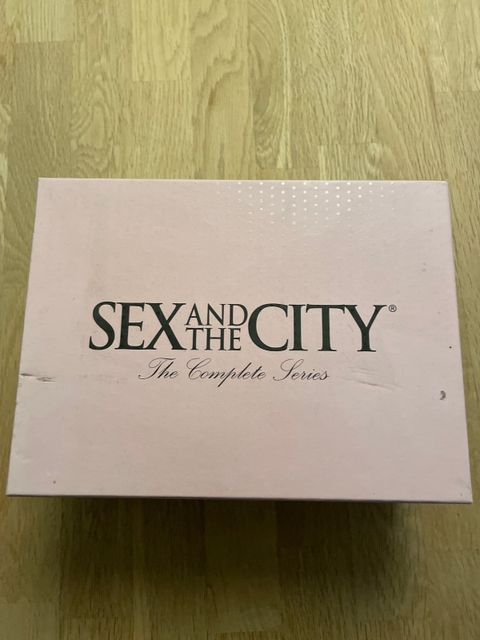 SEX AND THE CITY®
The Complete Series